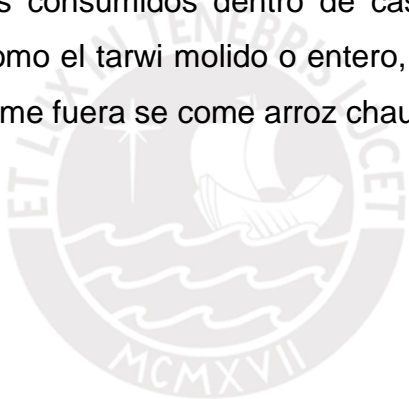 s consumidos dentro de cas
omo el tarwi molido o entero,
me fuera se come arroz chau
ET LUX IN TENEBRIS LUCET
MCMXVII